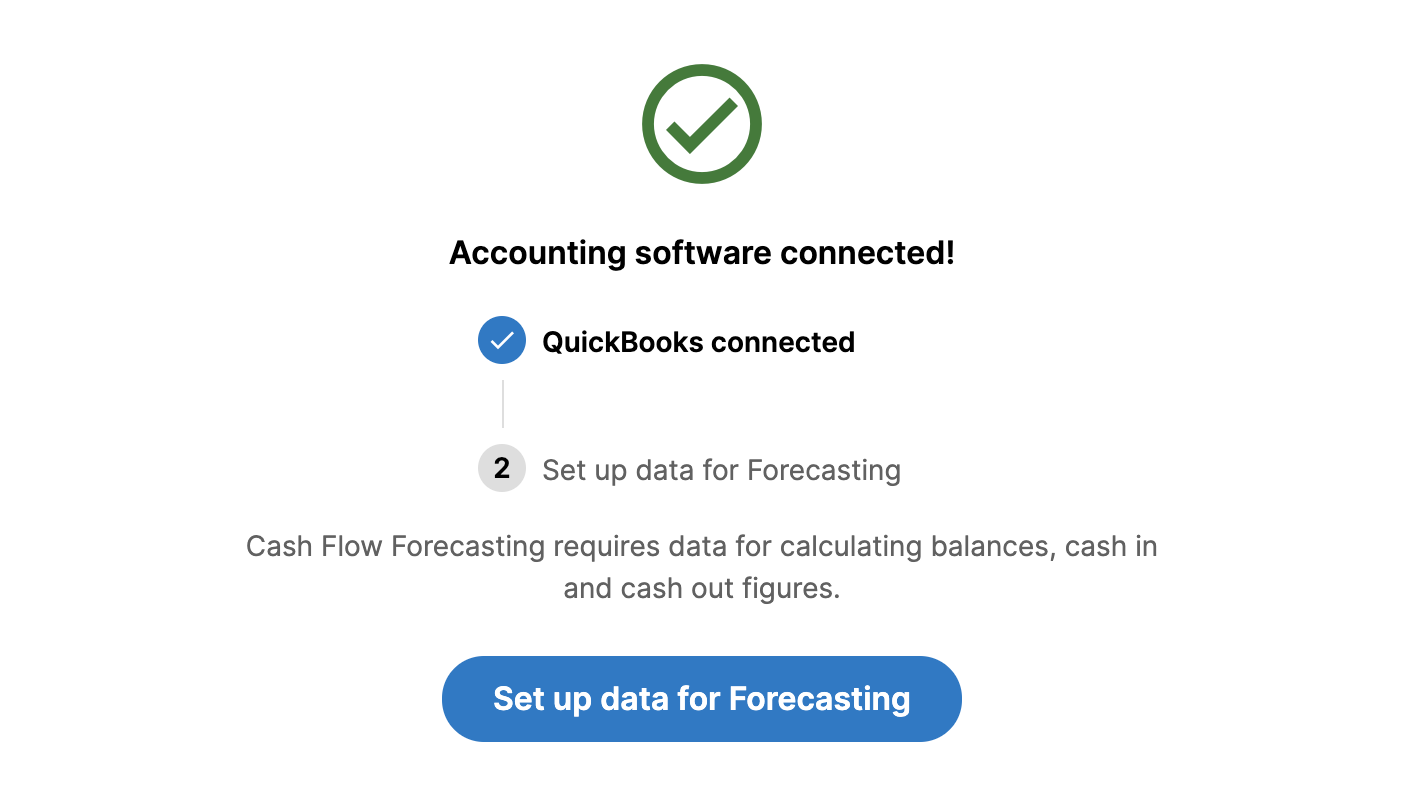 Accounting software connected!
QuickBooks connected
2 Set up data for Forecasting
Cash Flow Forecasting requires data for calculating balances, cash in
and cash out figures.
Set up data for Forecasting